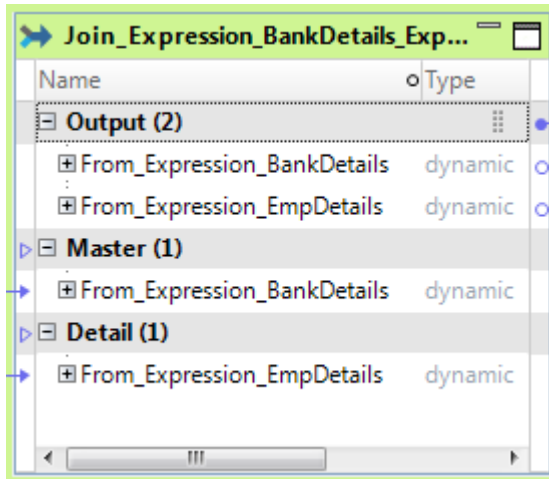 Join_Expression_BankDetails_Exp...
Name Type
Output (2)
From_Expression_BankDetails dynamic
From_Expression_EmpDetails dynamic
Master (1)
From_Expression_BankDetails dynamic
Detail (1)
From_Expression_EmpDetails dynamic